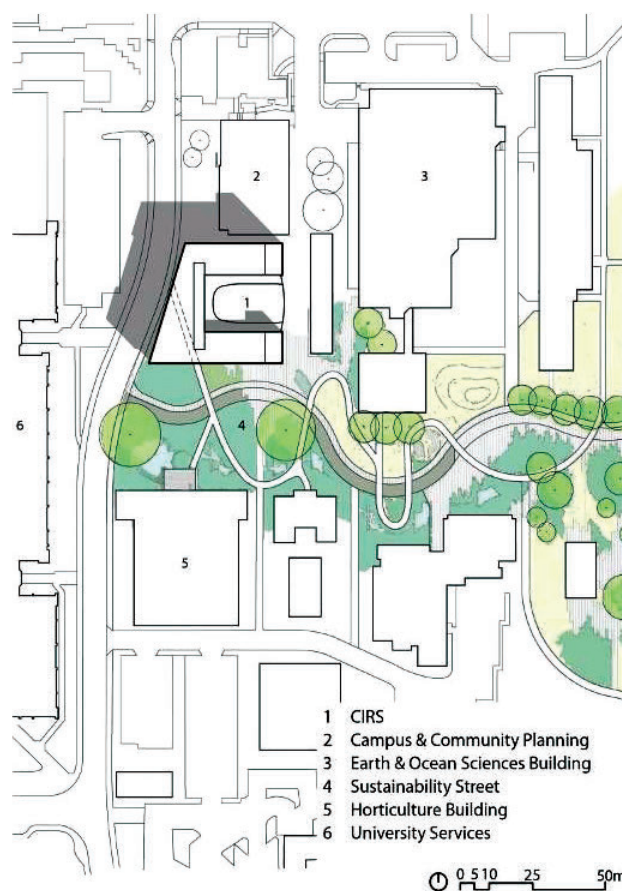 2
3
1
6
4
5
1 CIRS
2 Campus & Community Planning
3 Earth & Ocean Sciences Building
4 Sustainability Street
5 Horticulture Building
6 University Services
0 5 10 25 50m